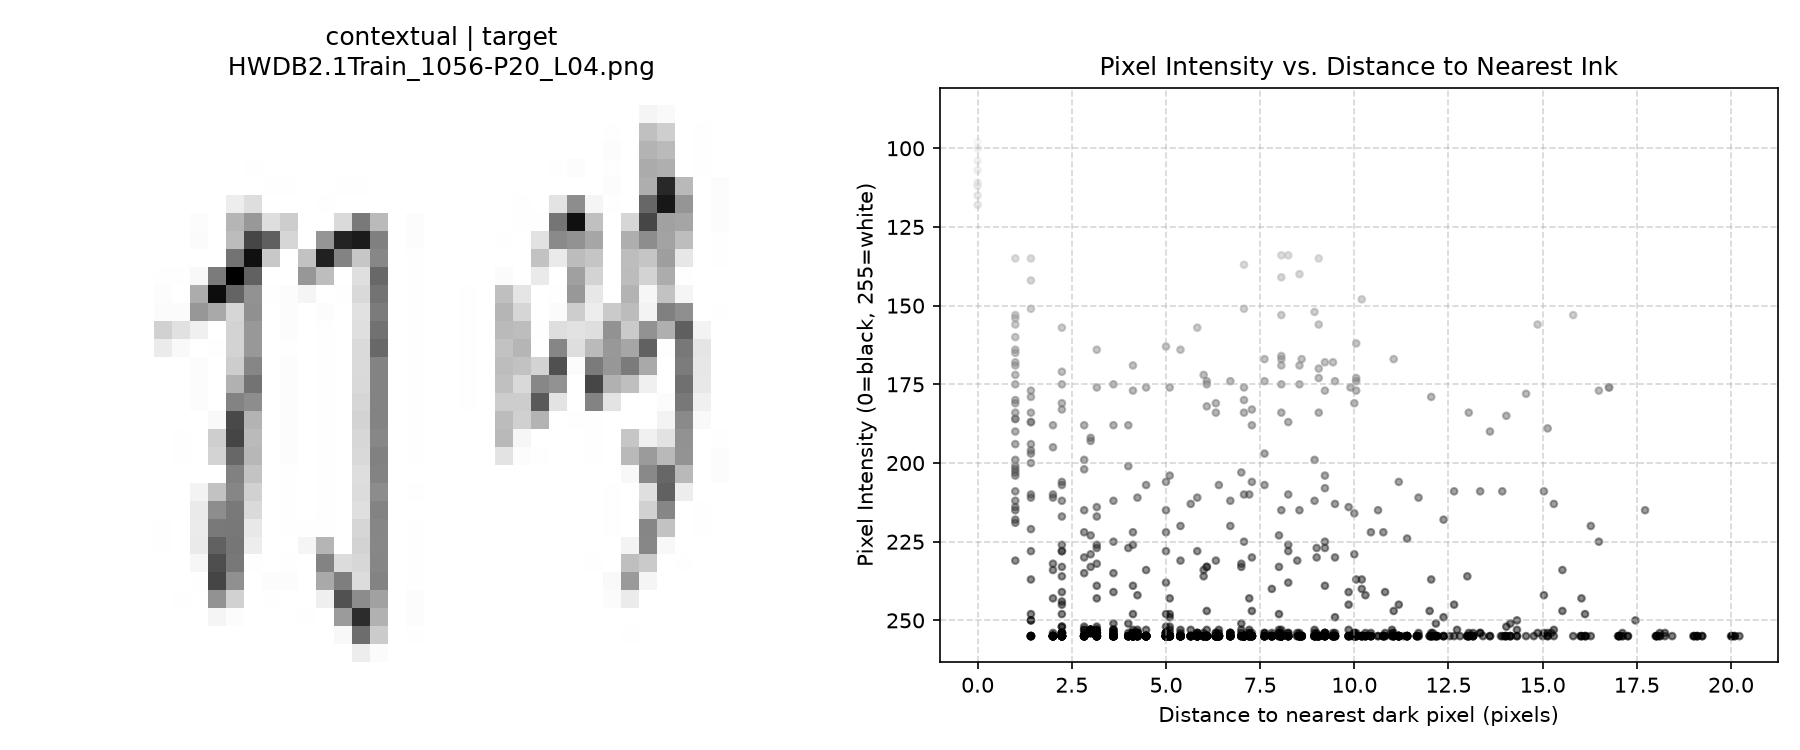 contextual | target
HWDB2.1Train_1056-P20_L04.png
们
Pixel Intensity vs. Distance to Nearest Ink
Pixel Intensity (0=black, 255=white)
100
125
150
175
200
225
250
0.0 2.5 5.0 7.5 10.0 12.5 15.0 17.5 20.0
Distance to nearest dark pixel (pixels)